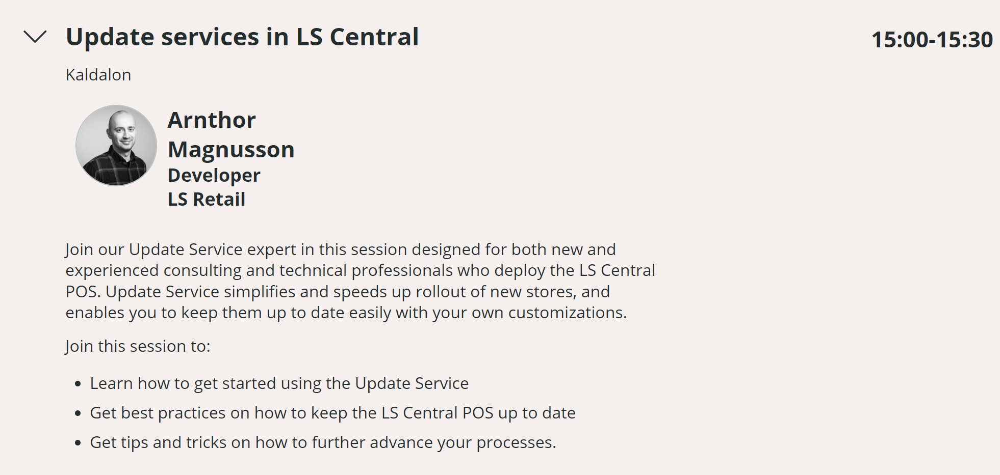 Update services in LS Central
15:00-15:30
Kaldalon
Arnthor
Magnusson
Developer
LS Retail
Join our Update Service expert in this session designed for both new and
experienced consulting and technical professionals who deploy the LS Central
POS. Update Service simplifies and speeds up rollout of new stores, and
enables you to keep them up to date easily with your own customizations.
Join this session to:
• Learn how to get started using the Update Service
• Get best practices on how to keep the LS Central POS up to date
• Get tips and tricks on how to further advance your processes.